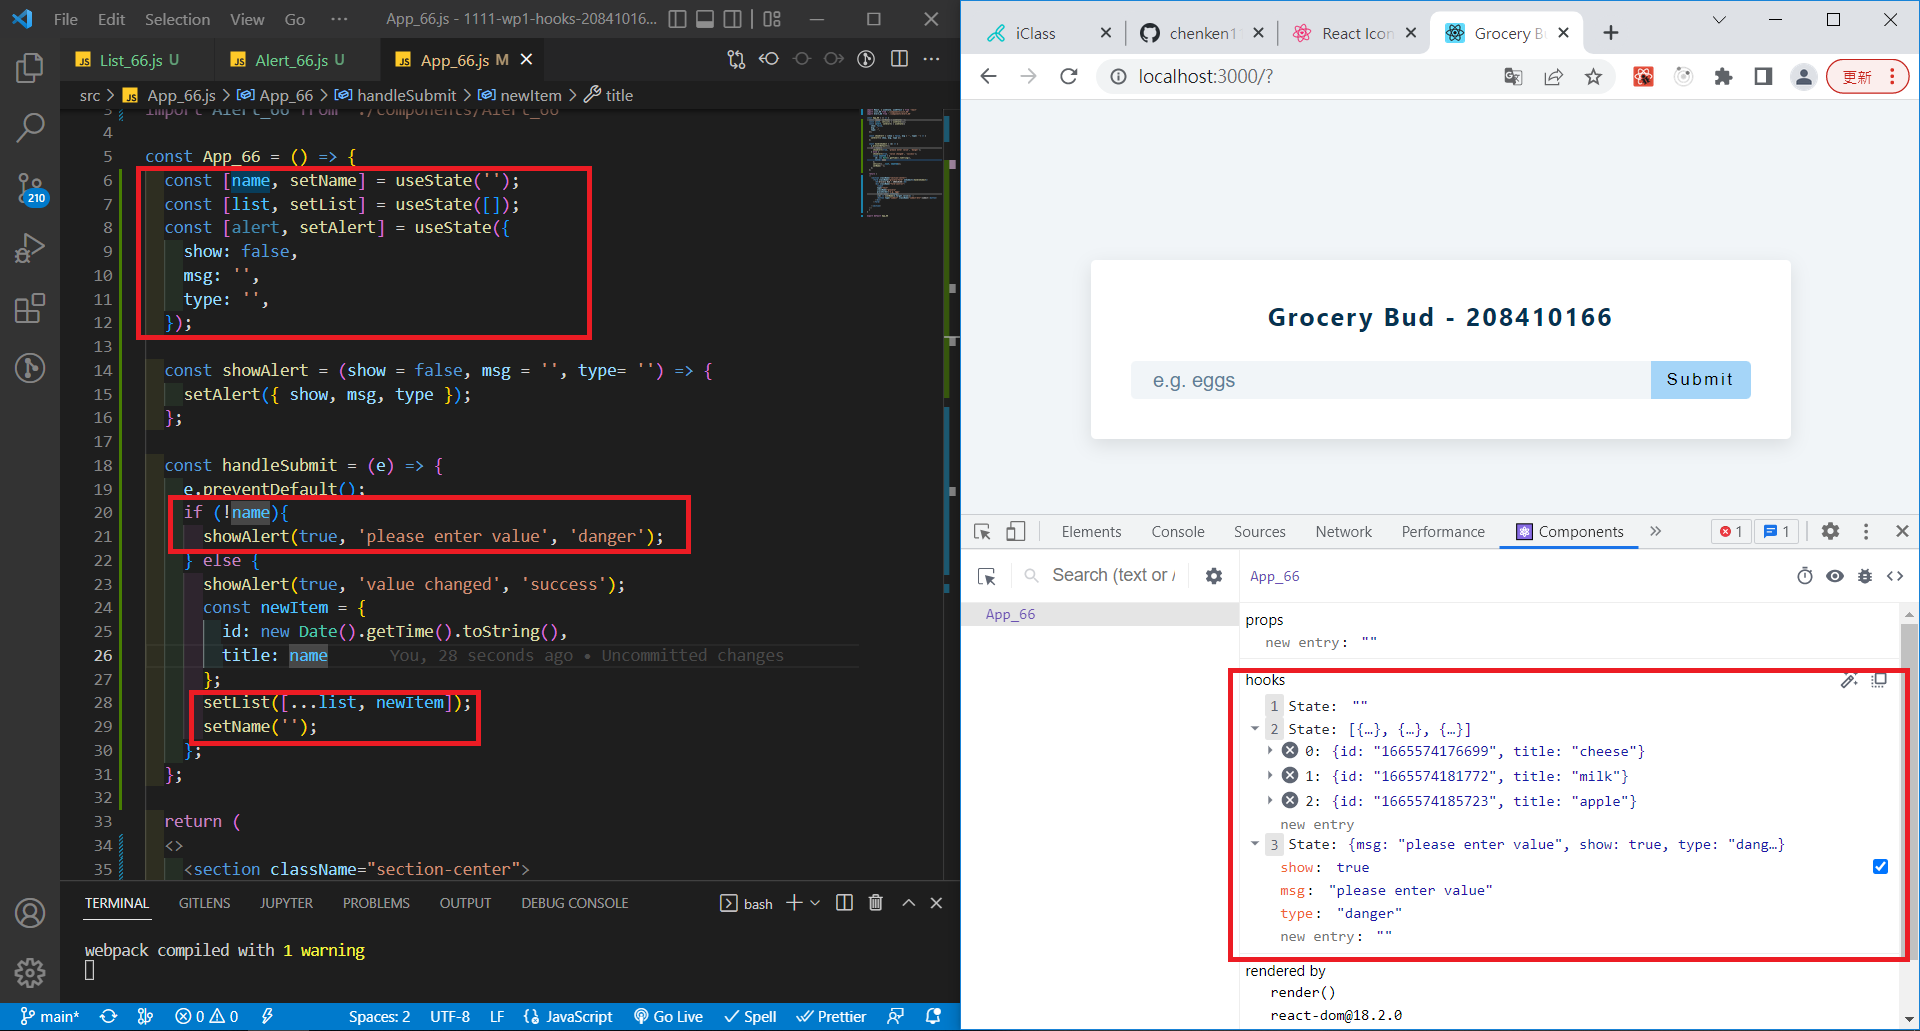 File Edit Selection View Go ··· App_66.js - 1111-wp1-hooks-20841016...
List_66.js U Alert_66.js U App_66.js M
src > App_66.js > App_66 > handleSubmit > newItem > title
3 import Alert_66 from './components/Alert_66'
4
5 const App_66 = () => {
6 const [name, setName] = useState('');
7 const [list, setList] = useState([]);
8 const [alert, setAlert] = useState({
9 show: false,
10 msg: '',
11 type: '',
12 });
13
14 const showAlert = (show = false, msg = '', type= '') => {
15 setAlert({ show, msg, type });
16 };
17
18 const handleSubmit = (e) => {
19 e.preventDefault();
20 if (!name){
21 showAlert(true, 'please enter value', 'danger');
22 } else {
23 showAlert(true, 'value changed', 'success');
24 const newItem = {
25 id: new Date().getTime().toString(),
26 title: name You, 28 seconds ago • Uncommitted changes
27 };
28 setList([...list, newItem]);
29 setName('');
30 };
31 };
32
33 return (
34 <>
35 <section className="section-center">
210
TERMINAL GITLENS JUPYTER PROBLEMS OUTPUT DEBUG CONSOLE bash
webpack compiled with 1 warning
main* 0 0 Spaces: 2 UTF-8 LF JavaScript Go Live Spell Prettier
iClass chenken11 React Icon Grocery B
localhost:3000/? 更新
Grocery Bud - 208410166
e.g. eggs Submit
Elements Console Sources Network Performance Components » 1 1
Search (text or / App_66
App_66
props
new entry: ""
hooks
1 State: ""
2 State: [{…}, {…}, {…}]
0: {id: "1665574176699", title: "cheese"}
1: {id: "1665574181772", title: "milk"}
2: {id: "1665574185723", title: "apple"}
new entry
3 State: {msg: "please enter value", show: true, type: "dang…}
show: true
msg: "please enter value"
type: "danger"
new entry: ""
rendered by
render()
react-dom@18.2.0